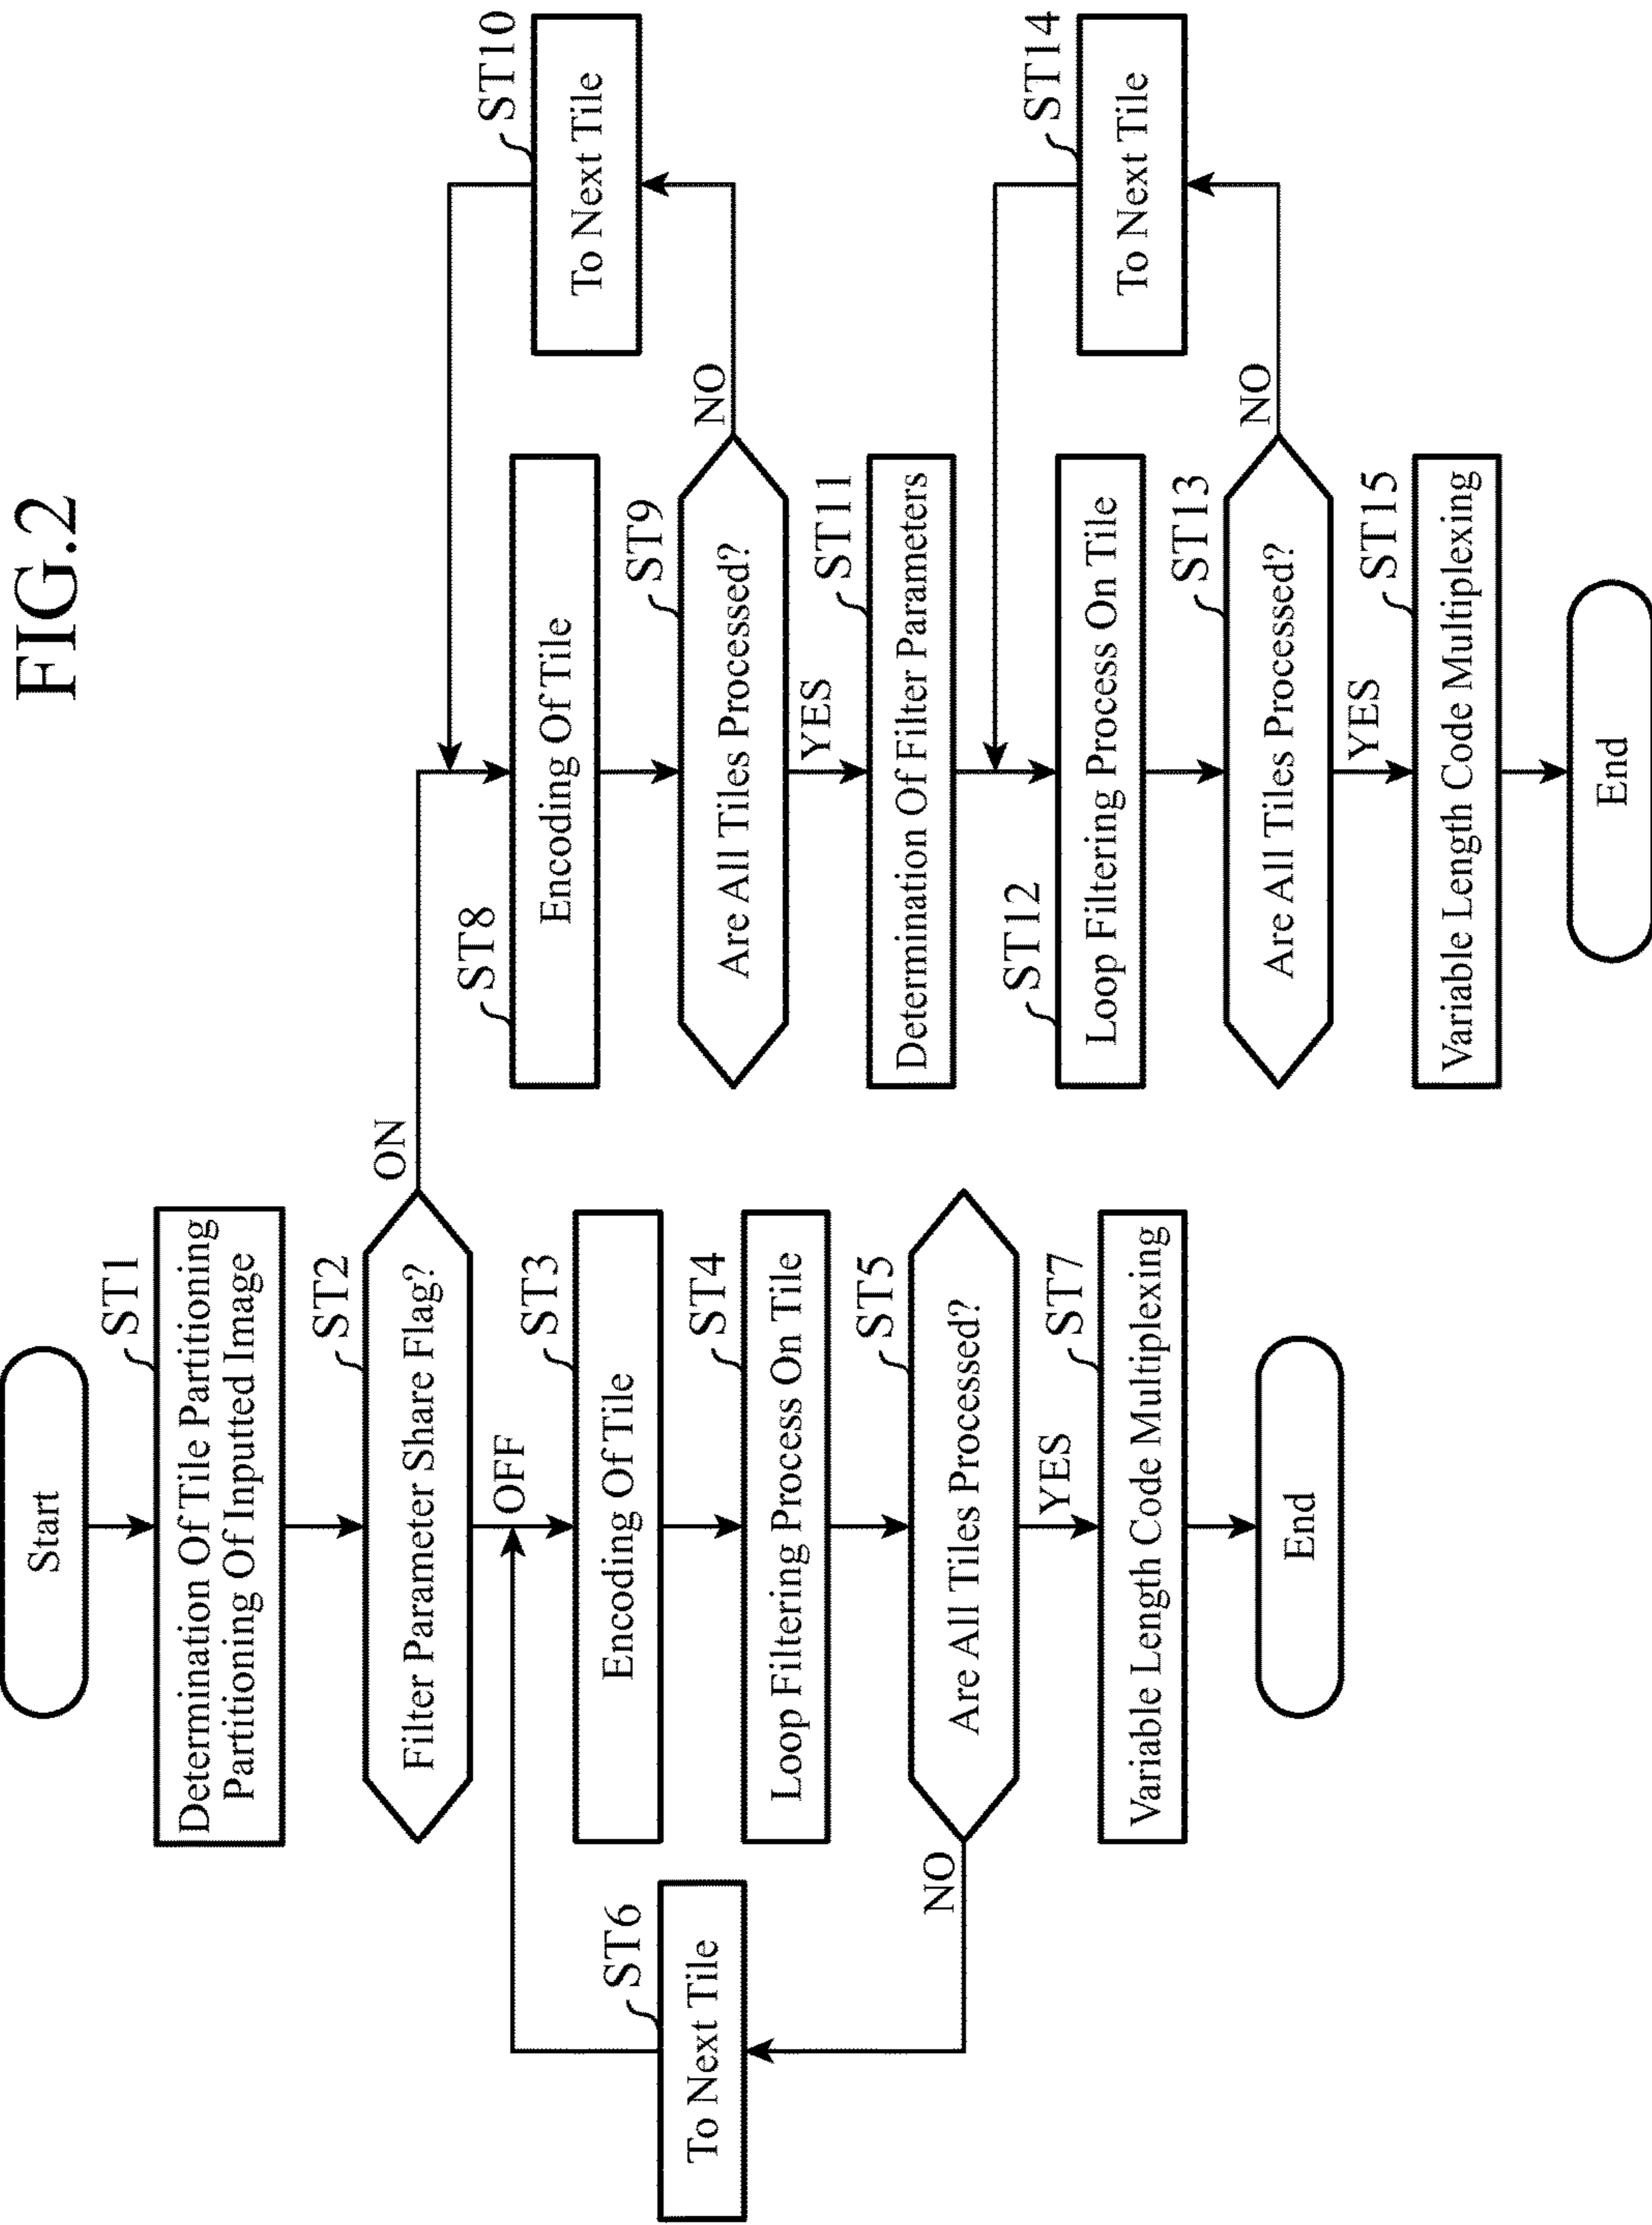 FIG.2
Start
ST1
Determination Of Tile Partitioning
Partitioning Of Inputed Image
ST2
Filter Parameter Share Flag?
ON
OFF
ST3
Encoding Of Tile
ST4
Loop Filtering Process On Tile
ST5
Are All Tiles Processed?
NO
ST6
To Next Tile
YES
ST7
Variable Length Code Multiplexing
End
ST8
Encoding Of Tile
ST9
Are All Tiles Processed?
NO
ST10
To Next Tile
YES
ST11
Determination Of Filter Parameters
ST12
Loop Filtering Process On Tile
ST13
Are All Tiles Processed?
NO
ST14
To Next Tile
YES
ST15
Variable Length Code Multiplexing
End